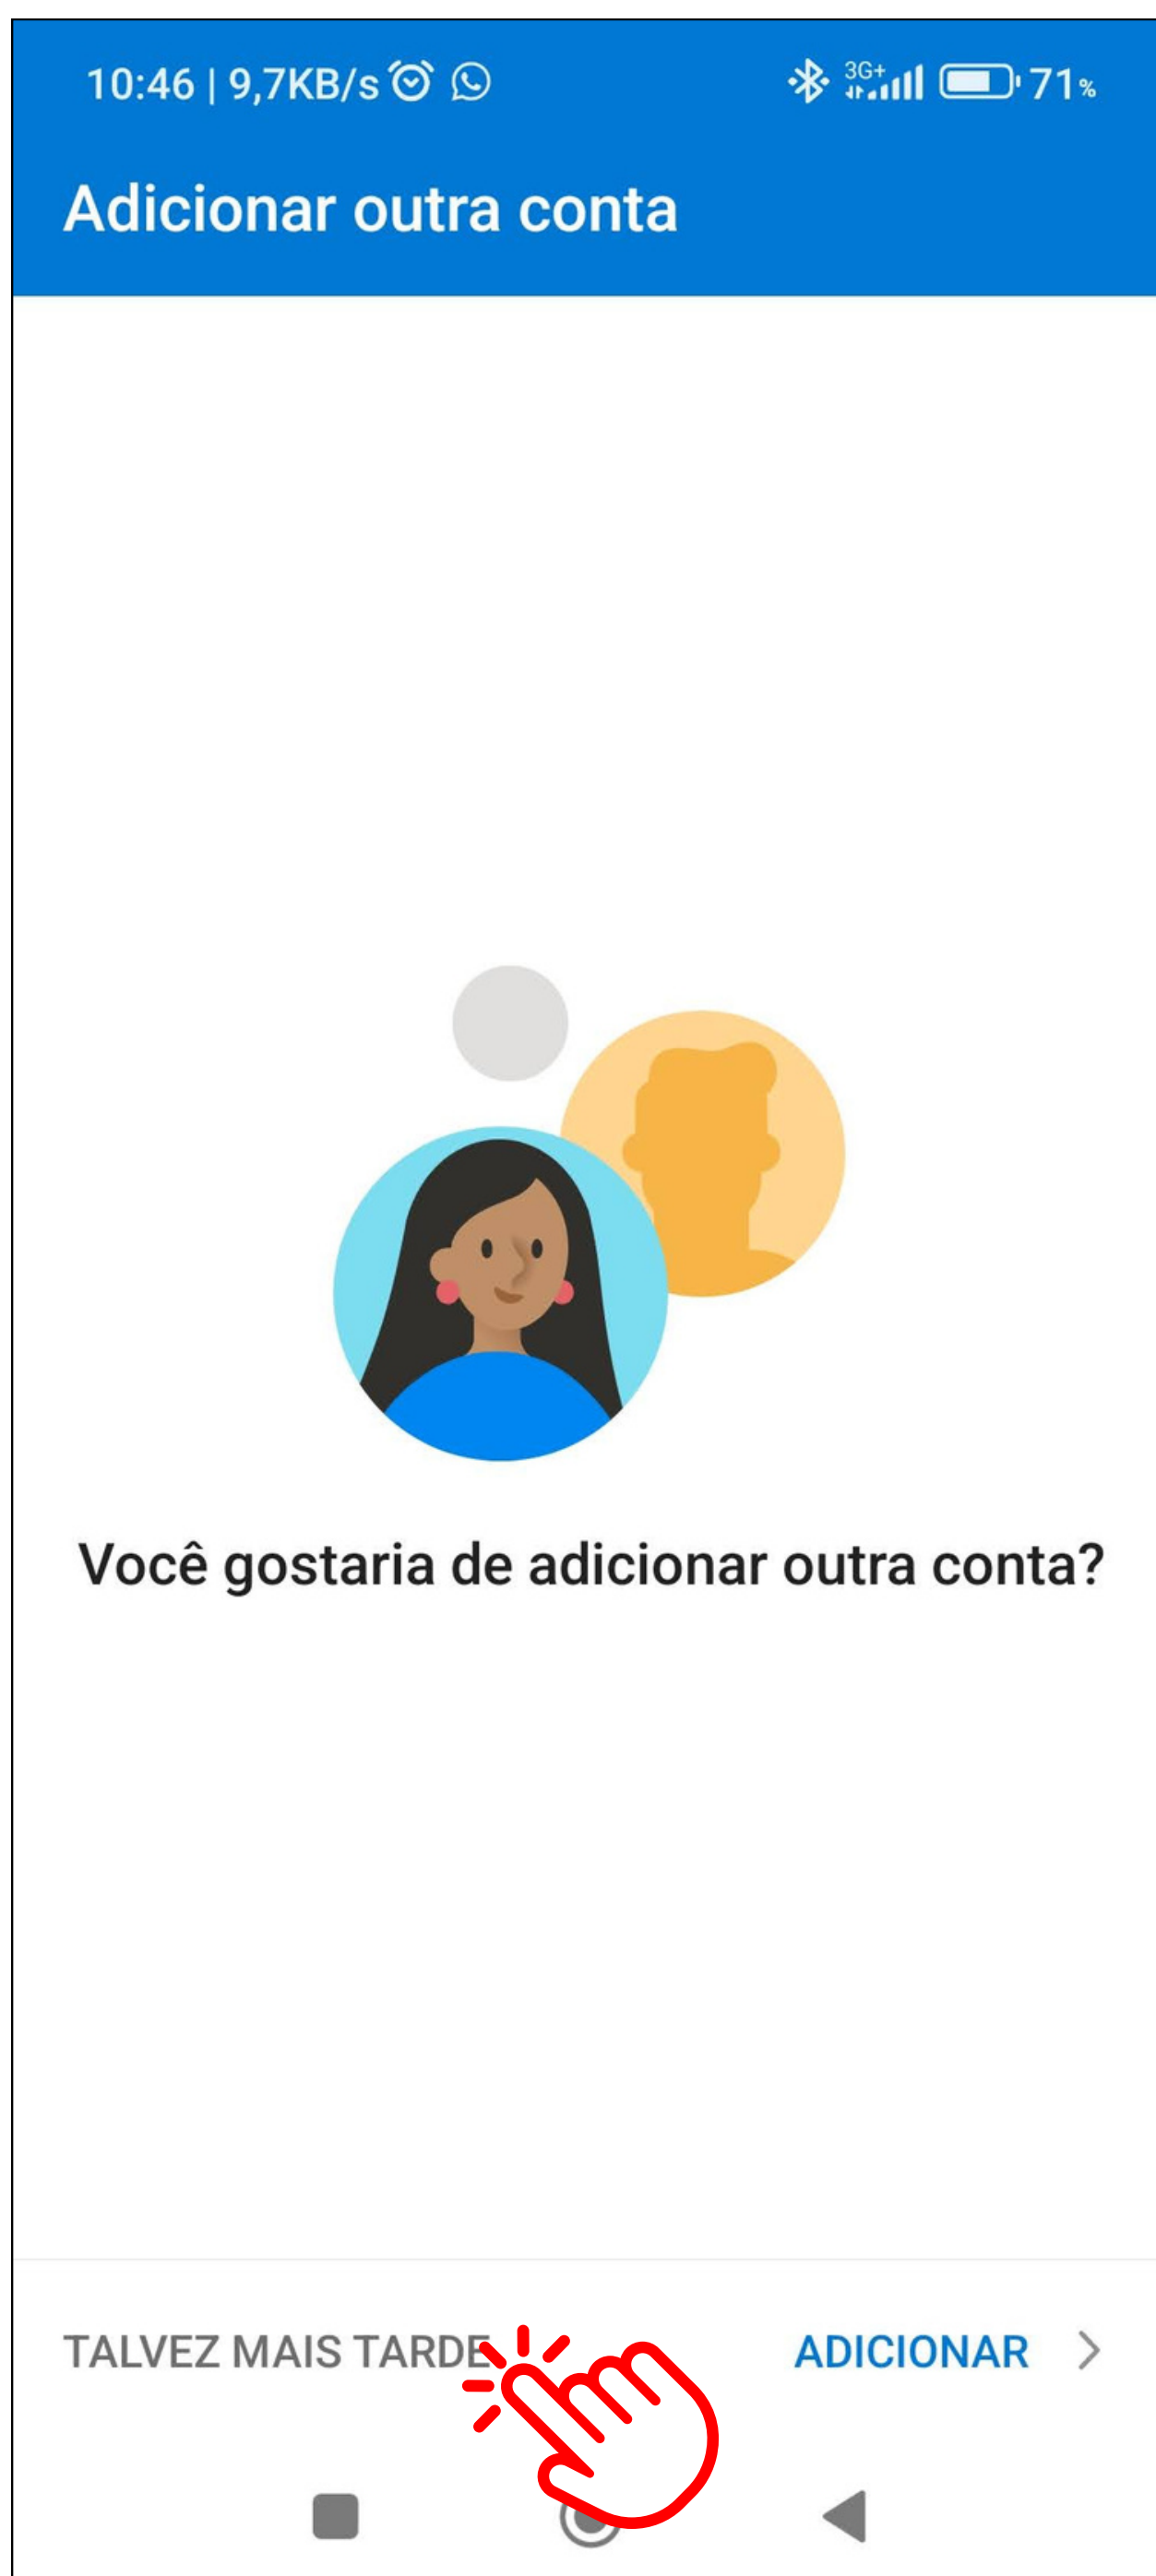 10:46 | 9,7KB/s 3G+ 71%
Adicionar outra conta
Você gostaria de adicionar outra conta?
TALVEZ MAIS TARDE ADICIONAR